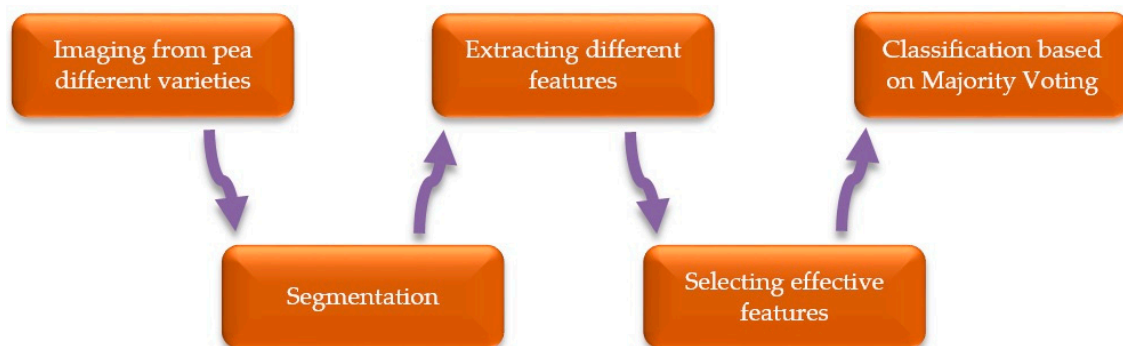 Imaging from pea
different varieties
Segmentation
Extracting different
features
Selecting effective
features
Classification based
on Majority Voting